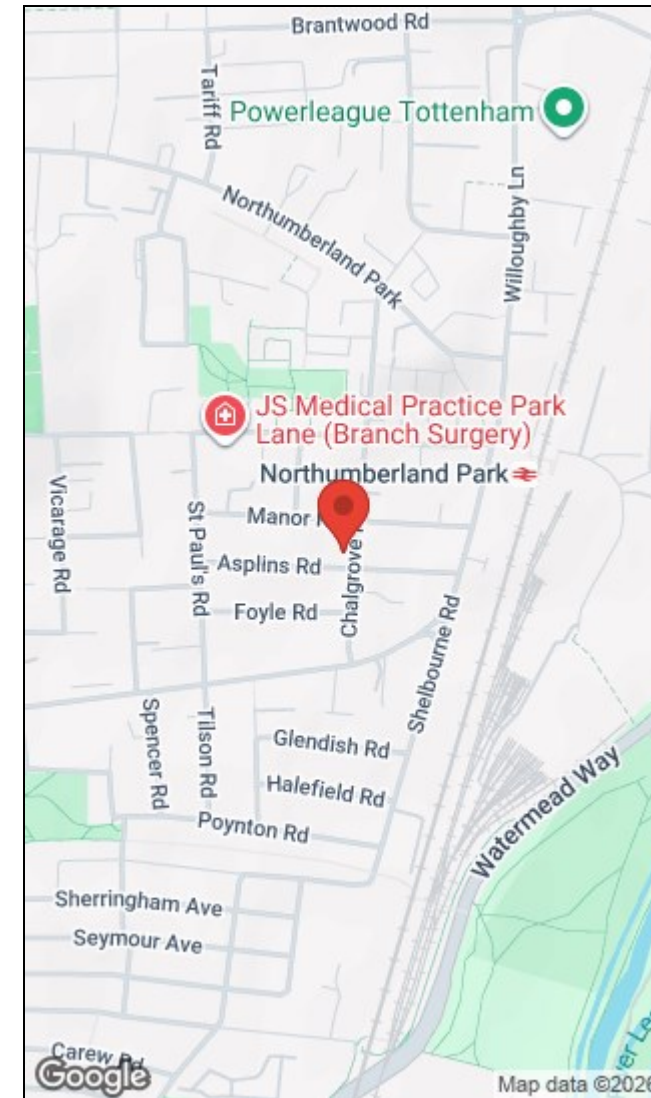 Brantwood Rd
Tariff Rd
Powerleague Tottenham
Willoughby Ln
Northumberland Park
JS Medical Practice Park
Lane (Branch Surgery)
Northumberland Park
Vicarage Rd
St Paul's Rd
Manor
Asplins Rd
Chalgrove
Foyle Rd
Shelbourne Rd
Spencer Rd
Tilson Rd
Glendish Rd
Halefield Rd
Watermead Way
Poynton Rd
Sherringham Ave
Seymour Ave
Carew Rd
Google
Map data ©2026